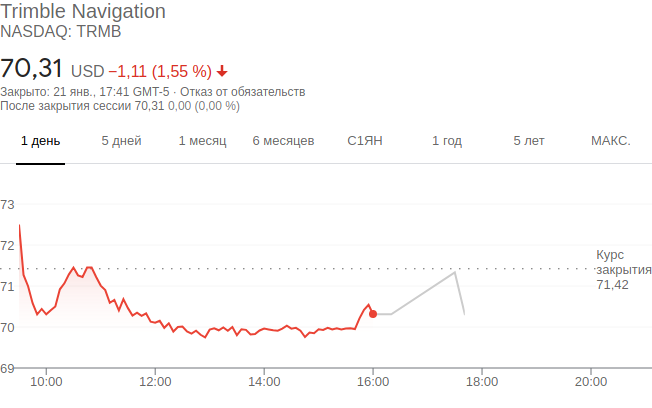 Trimble Navigation
NASDAQ: TRMB
70,31 USD −1,11 (1,55 %)
Закрыто: 21 янв., 17:41 GMT-5 · Отказ от обязательств
После закрытия сессии 70,31 0,00 (0,00 %)
1 день 5 дней 1 месяц 6 месяцев С1ЯН 1 год 5 лет МАКС.
73
72
Курс
закрытия
71,42
71
70
69
10:00 12:00 14:00 16:00 18:00 20:00